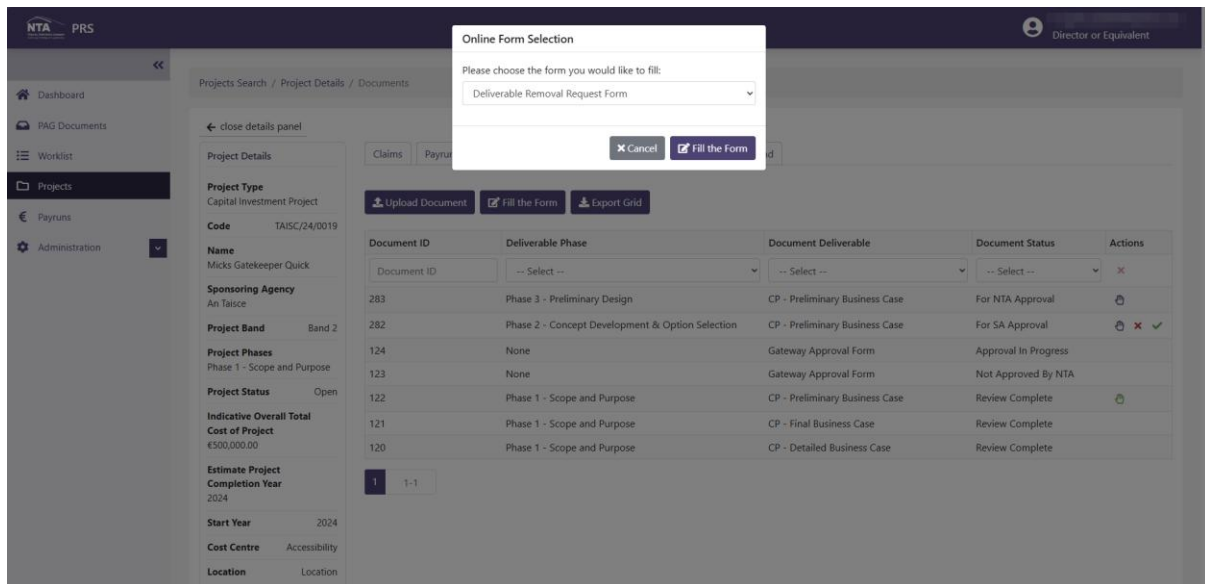 NTA PRS
Director or Equivalent
Online Form Selection
Please choose the form you would like to fill:
Deliverable Removal Request Form
Cancel
Fill the Form
Dashboard
PAG Documents
Worklist
Projects
Payruns
Administration
Projects Search / Project Details / Documents
close details panel
Project Details
Project Type
Capital Investment Project
Code TAISC/24/0019
Name
Micks Gatekeeper Quick
Sponsoring Agency
An Taisce
Project Band Band 2
Project Phases
Phase 1 - Scope and Purpose
Project Status Open
Indicative Overall Total
Cost of Project
€500,000.00
Estimate Project
Completion Year
2024
Start Year 2024
Cost Centre Accessibility
Location Location
Claims
Upload Document Fill the Form Export Grid
Document ID Deliverable Phase Document Deliverable Document Status Actions
Document ID -- Select -- -- Select -- -- Select --
283 Phase 3 - Preliminary Design CP - Preliminary Business Case For NTA Approval
282 Phase 2 - Concept Development & Option Selection CP - Preliminary Business Case For SA Approval
124 None Gateway Approval Form Approval In Progress
123 None Gateway Approval Form Not Approved By NTA
122 Phase 1 - Scope and Purpose CP - Preliminary Business Case Review Complete
121 Phase 1 - Scope and Purpose CP - Final Business Case Review Complete
120 Phase 1 - Scope and Purpose CP - Detailed Business Case Review Complete
1 1-1